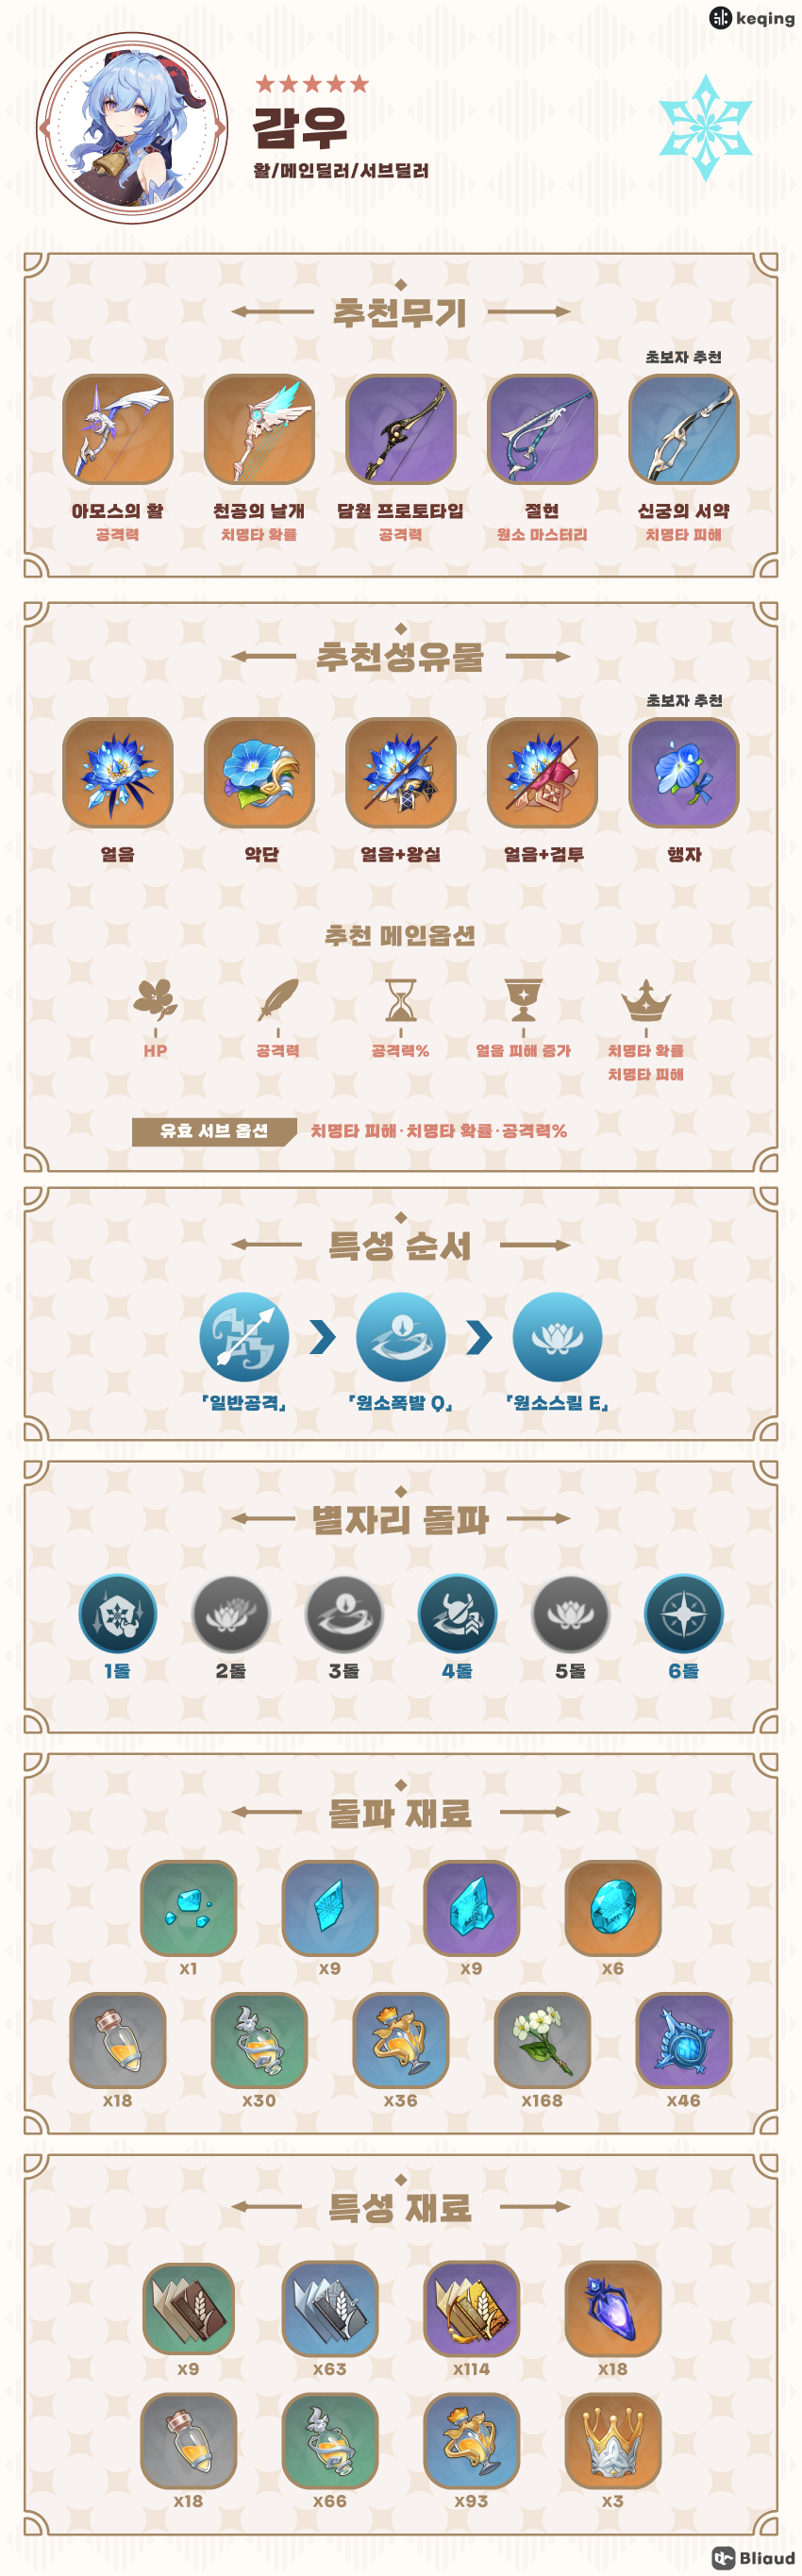 keqing
감우
활/메인딜러/서브딜러
추천무기
초보자 추천
아모스의 활
천공의 날개
담월 프로토타입
절현
신궁의 서약
공격력
치명타 확률
공격력
원소 마스터리
치명타 피해
추천성유물
초보자 추천
얼음
악단
얼음+왕실
얼음+검투
행자
추천 메인옵션
HP
공격력
공격력%
얼음 피해 증가
치명타 확률
치명타 피해
유효 서브 옵션
치명타 피해·치명타 확률·공격력%
특성 순서
「일반공격」
「원소폭발 Q」
「원소스킬 E」
별자리 돌파
1돌
2돌
3돌
4돌
5돌
6돌
돌파 재료
x1
x9
x9
x6
x18
x30
x36
x168
x46
특성 재료
x9
x63
x114
x18
x18
x66
x93
x3
Bliaud